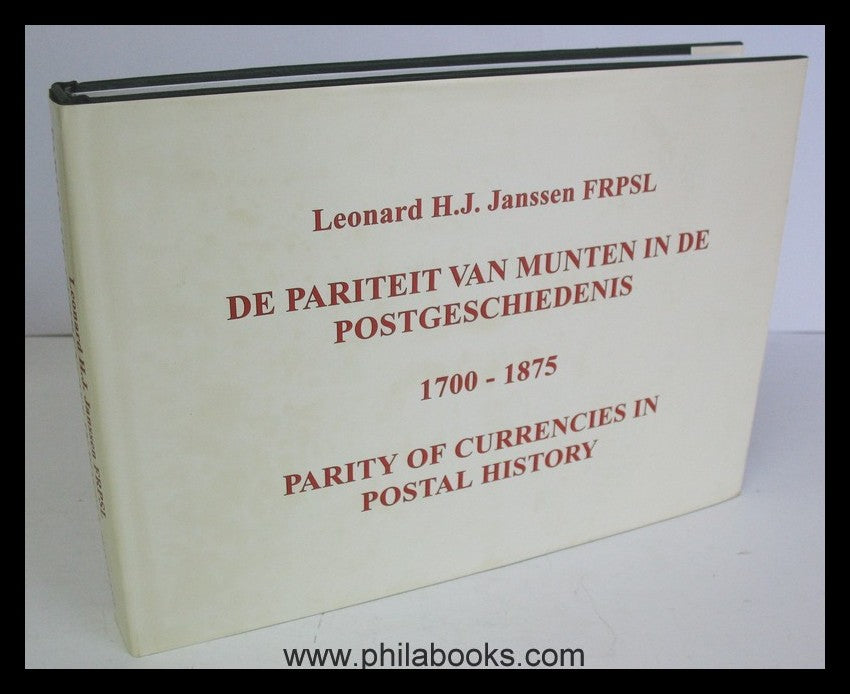 Leonard H.J. Janssen FRPSL
DE PARITEIT VAN MUNTEN IN DE
POSTGESCHIEDENIS
1700 - 1875
PARITY OF CURRENCIES IN
POSTAL HISTORY
Leonard H.J. Janssen FRPSL
www.philabooks.com